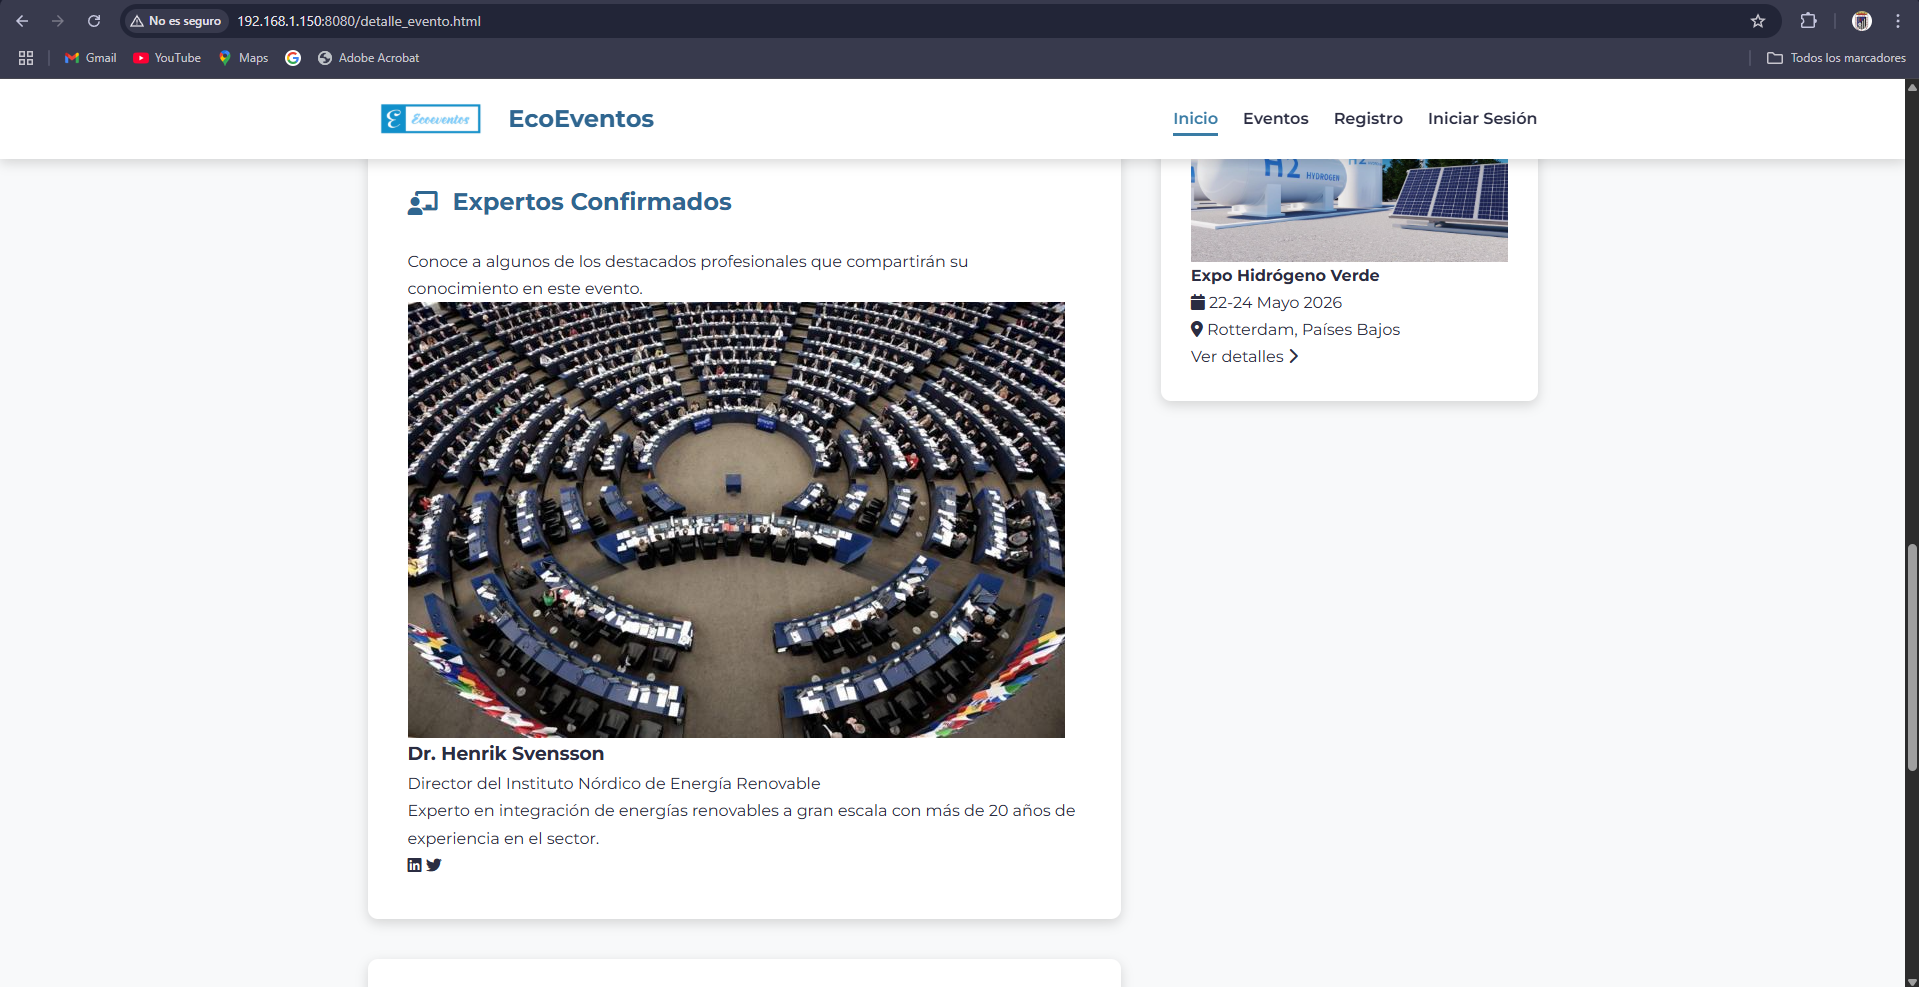 No es seguro
192.168.1.150:8080/detalle_evento.html
Gmail
YouTube
Maps
Adobe Acrobat
Todos los marcadores
Ecoeventos
EcoEventos
Inicio
Eventos
Registro
Iniciar Sesión
Expertos Confirmados
Conoce a algunos de los destacados profesionales que compartirán su
conocimiento en este evento.
Dr. Henrik Svensson
Director del Instituto Nórdico de Energía Renovable
Experto en integración de energías renovables a gran escala con más de 20 años de
experiencia en el sector.
H2 HYDROGEN
Expo Hidrógeno Verde
22-24 Mayo 2026
Rotterdam, Países Bajos
Ver detalles